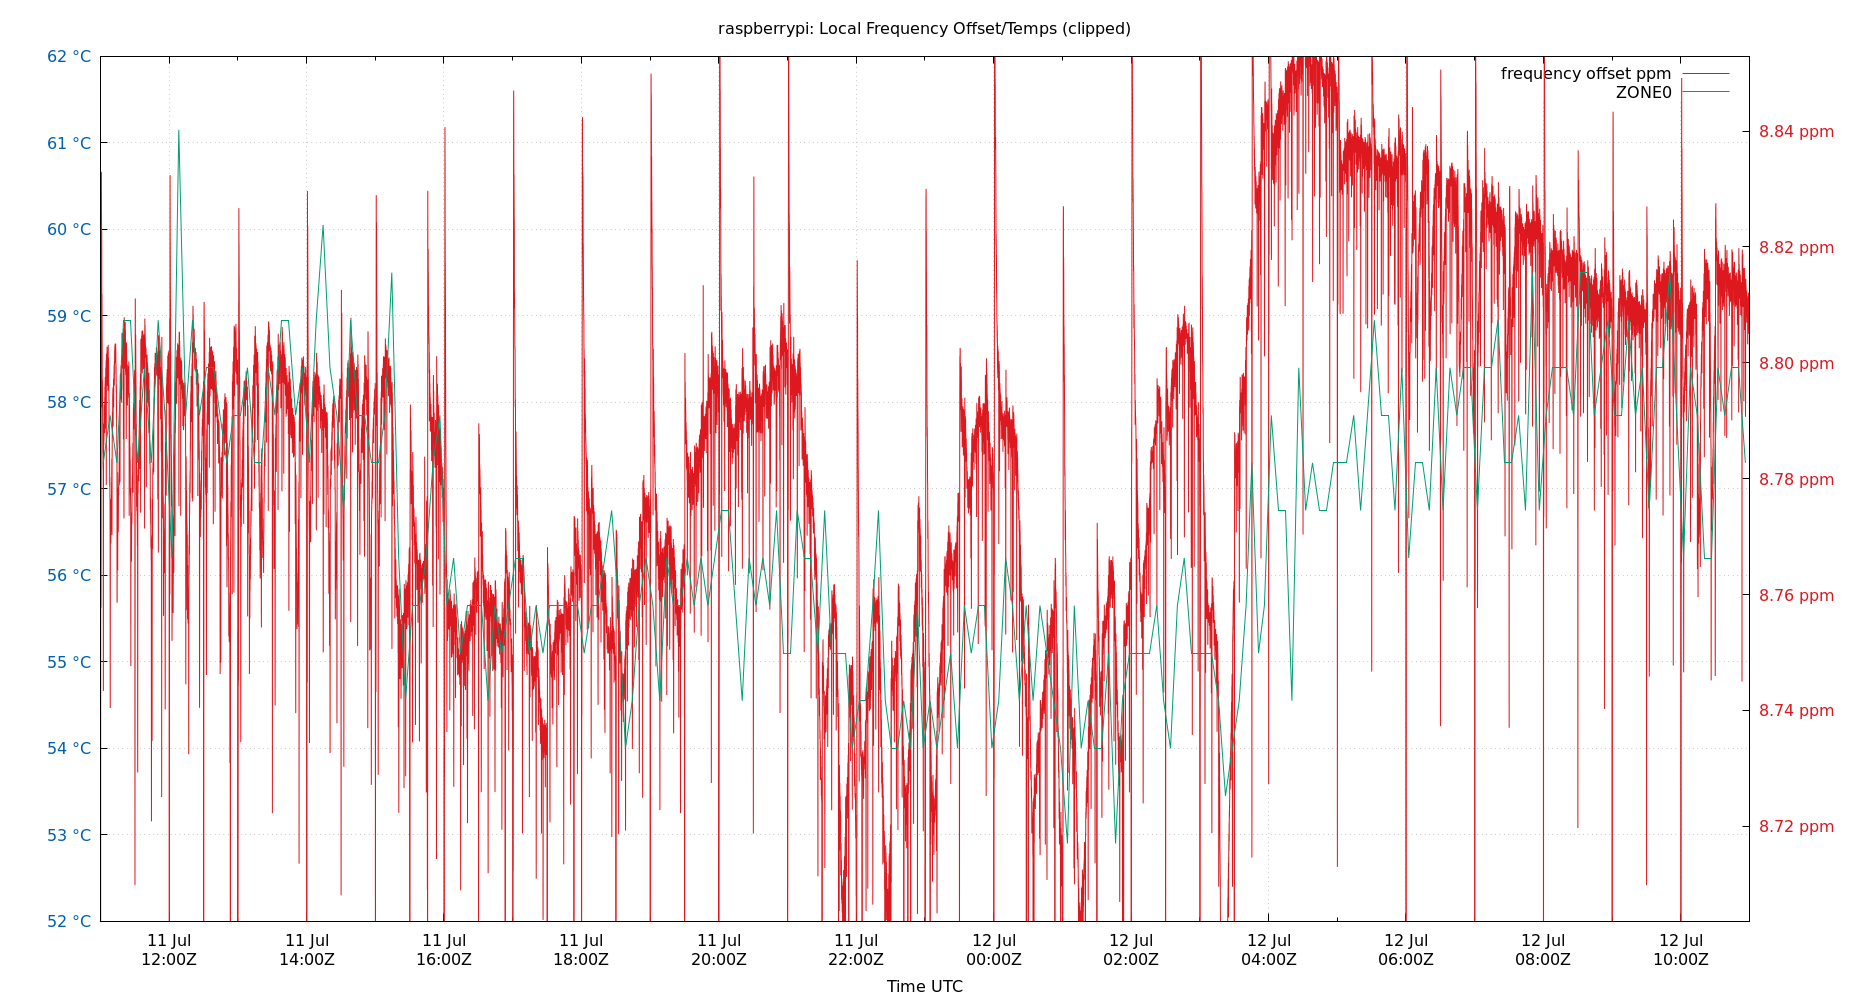 raspberrypi: Local Frequency Offset/Temps (clipped)
62 °C
61 °C
60 °C
59 °C
58 °C
57 °C
56 °C
55 °C
54 °C
53 °C
52 °C
frequency offset ppm
ZONE0
8.84 ppm
8.82 ppm
8.80 ppm
8.78 ppm
8.76 ppm
8.74 ppm
8.72 ppm
11 Jul 11 Jul 11 Jul 11 Jul 11 Jul 11 Jul 12 Jul 12 Jul 12 Jul 12 Jul 12 Jul 12 Jul
12:00Z 14:00Z 16:00Z 18:00Z 20:00Z 22:00Z 00:00Z 02:00Z 04:00Z 06:00Z 08:00Z 10:00Z
Time UTC